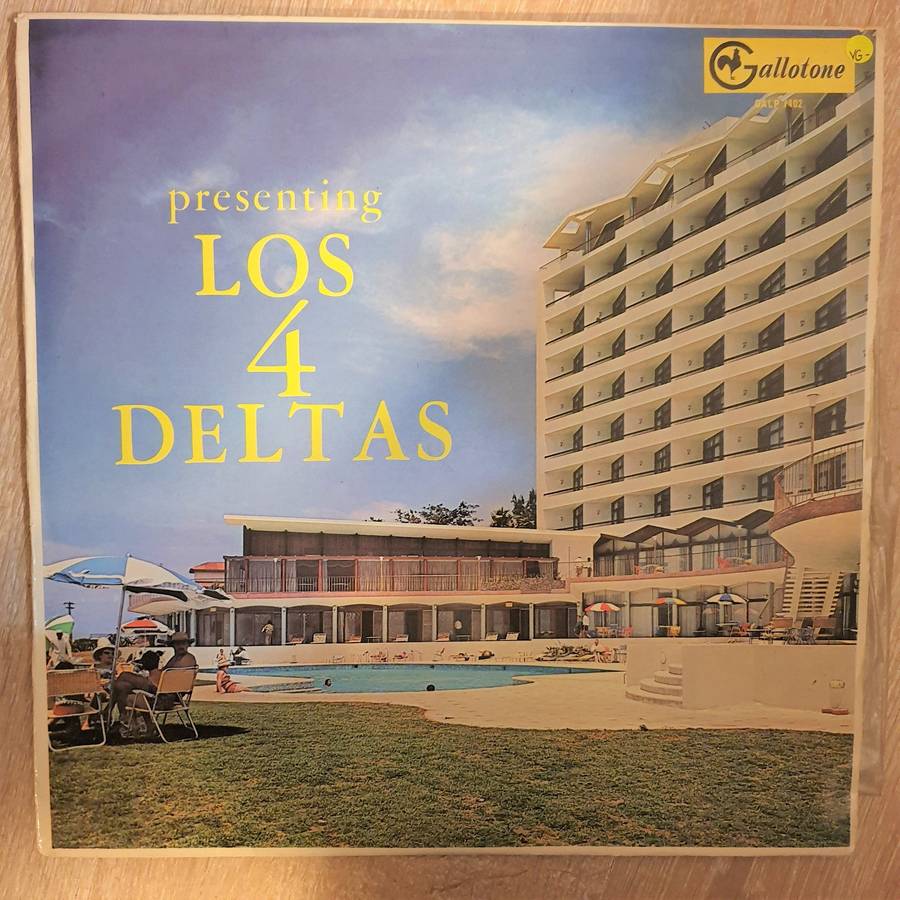 Gallotone
VG-
GALP 1402
presenting
LOS
4
DELTAS